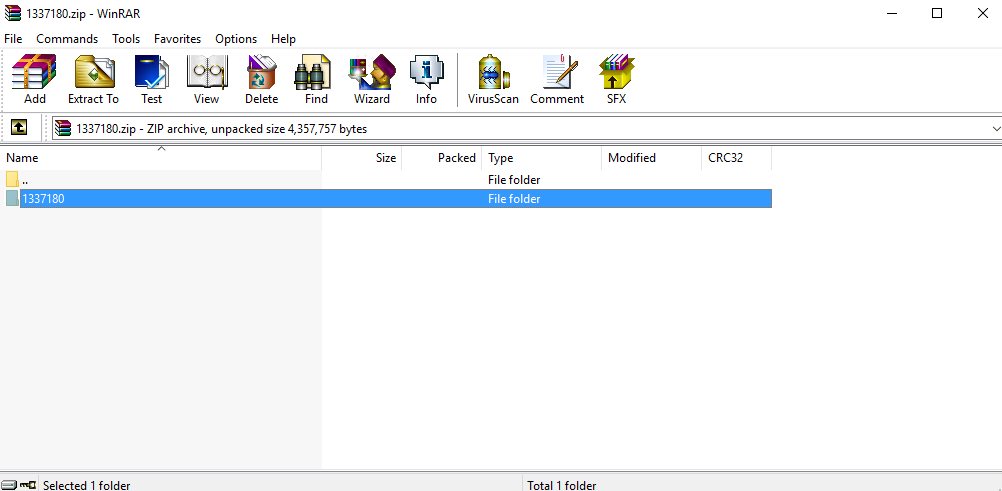 1337180.zip - WinRAR
File Commands Tools Favorites Options Help
Add Extract To Test View Delete Find Wizard Info VirusScan Comment SFX
1337180.zip - ZIP archive, unpacked size 4,357,757 bytes
Name Size Packed Type Modified CRC32
.. File folder
1337180 File folder
Selected 1 folder Total 1 folder